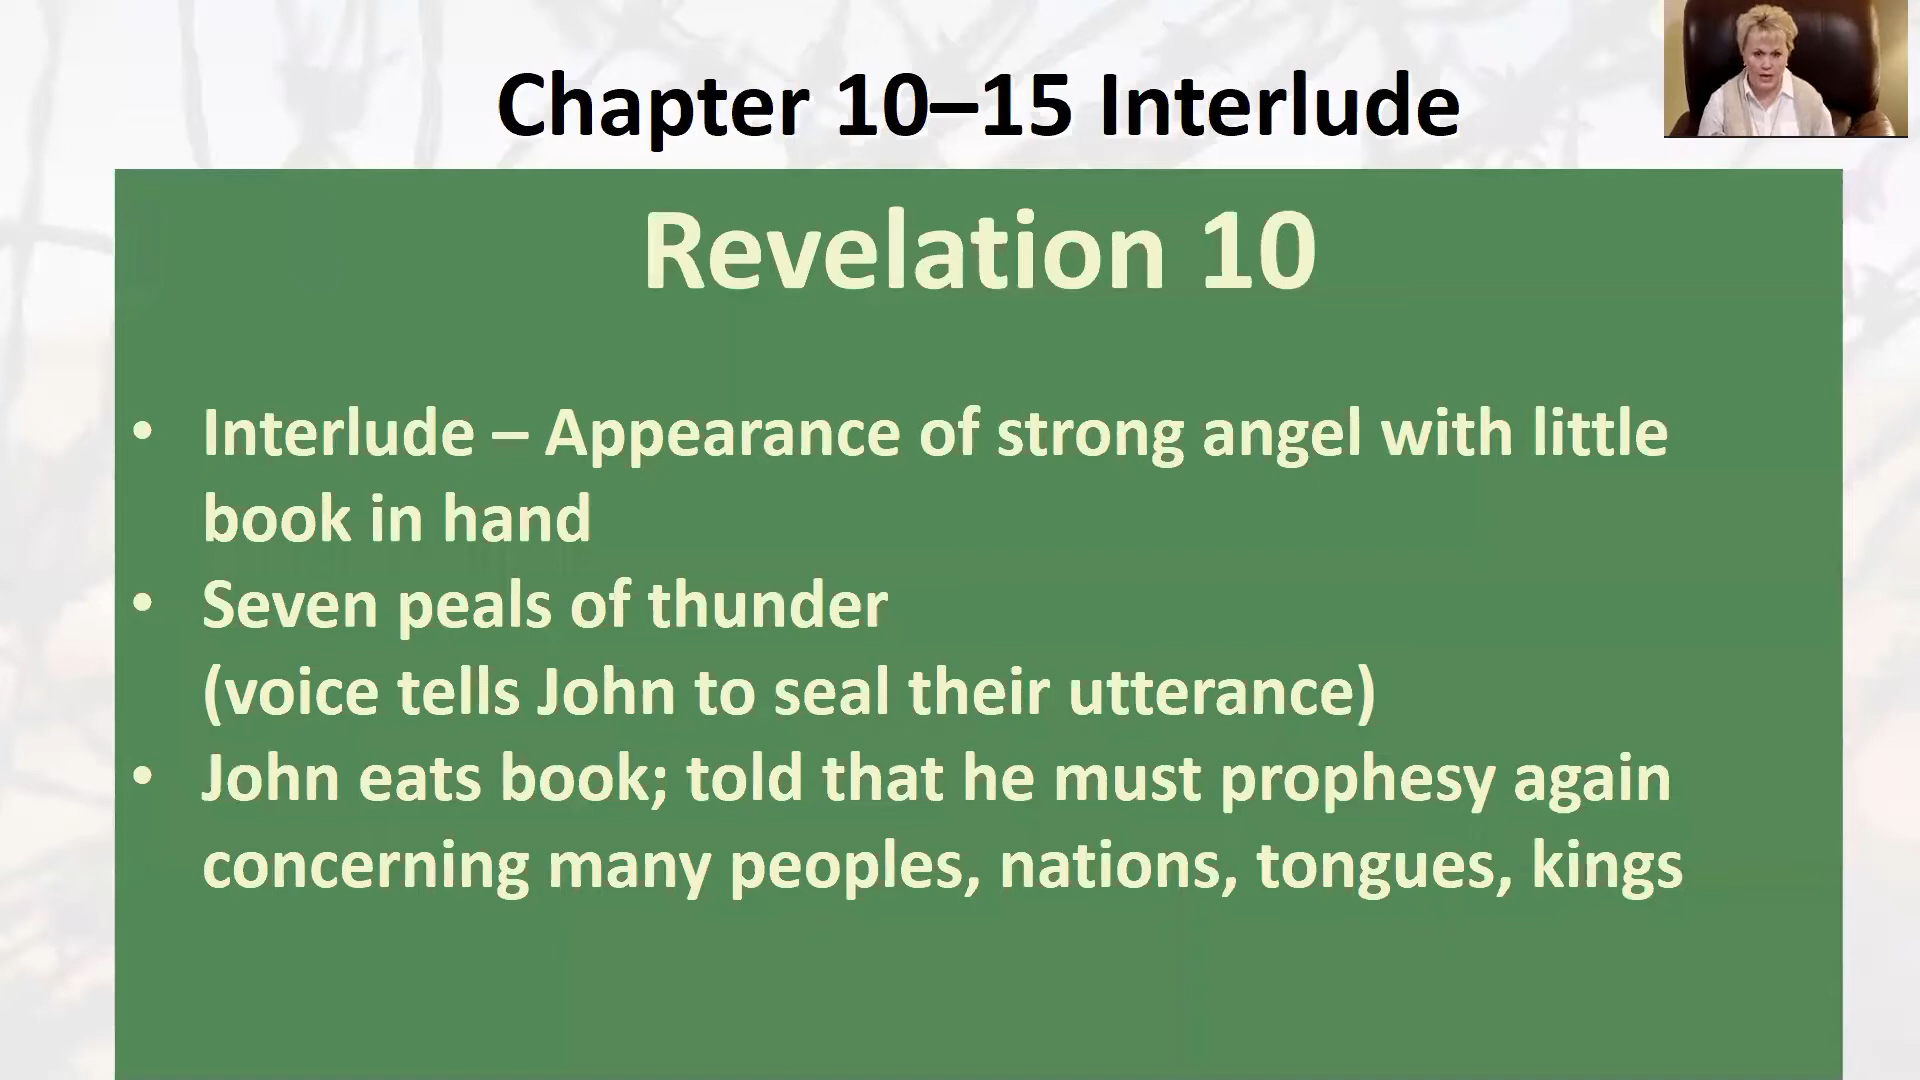 Chapter 10–15 Interlude
Revelation 10
• Interlude – Appearance of strong angel with little
book in hand
• Seven peals of thunder
(voice tells John to seal their utterance)
• John eats book; told that he must prophesy again
concerning many peoples, nations, tongues, kings